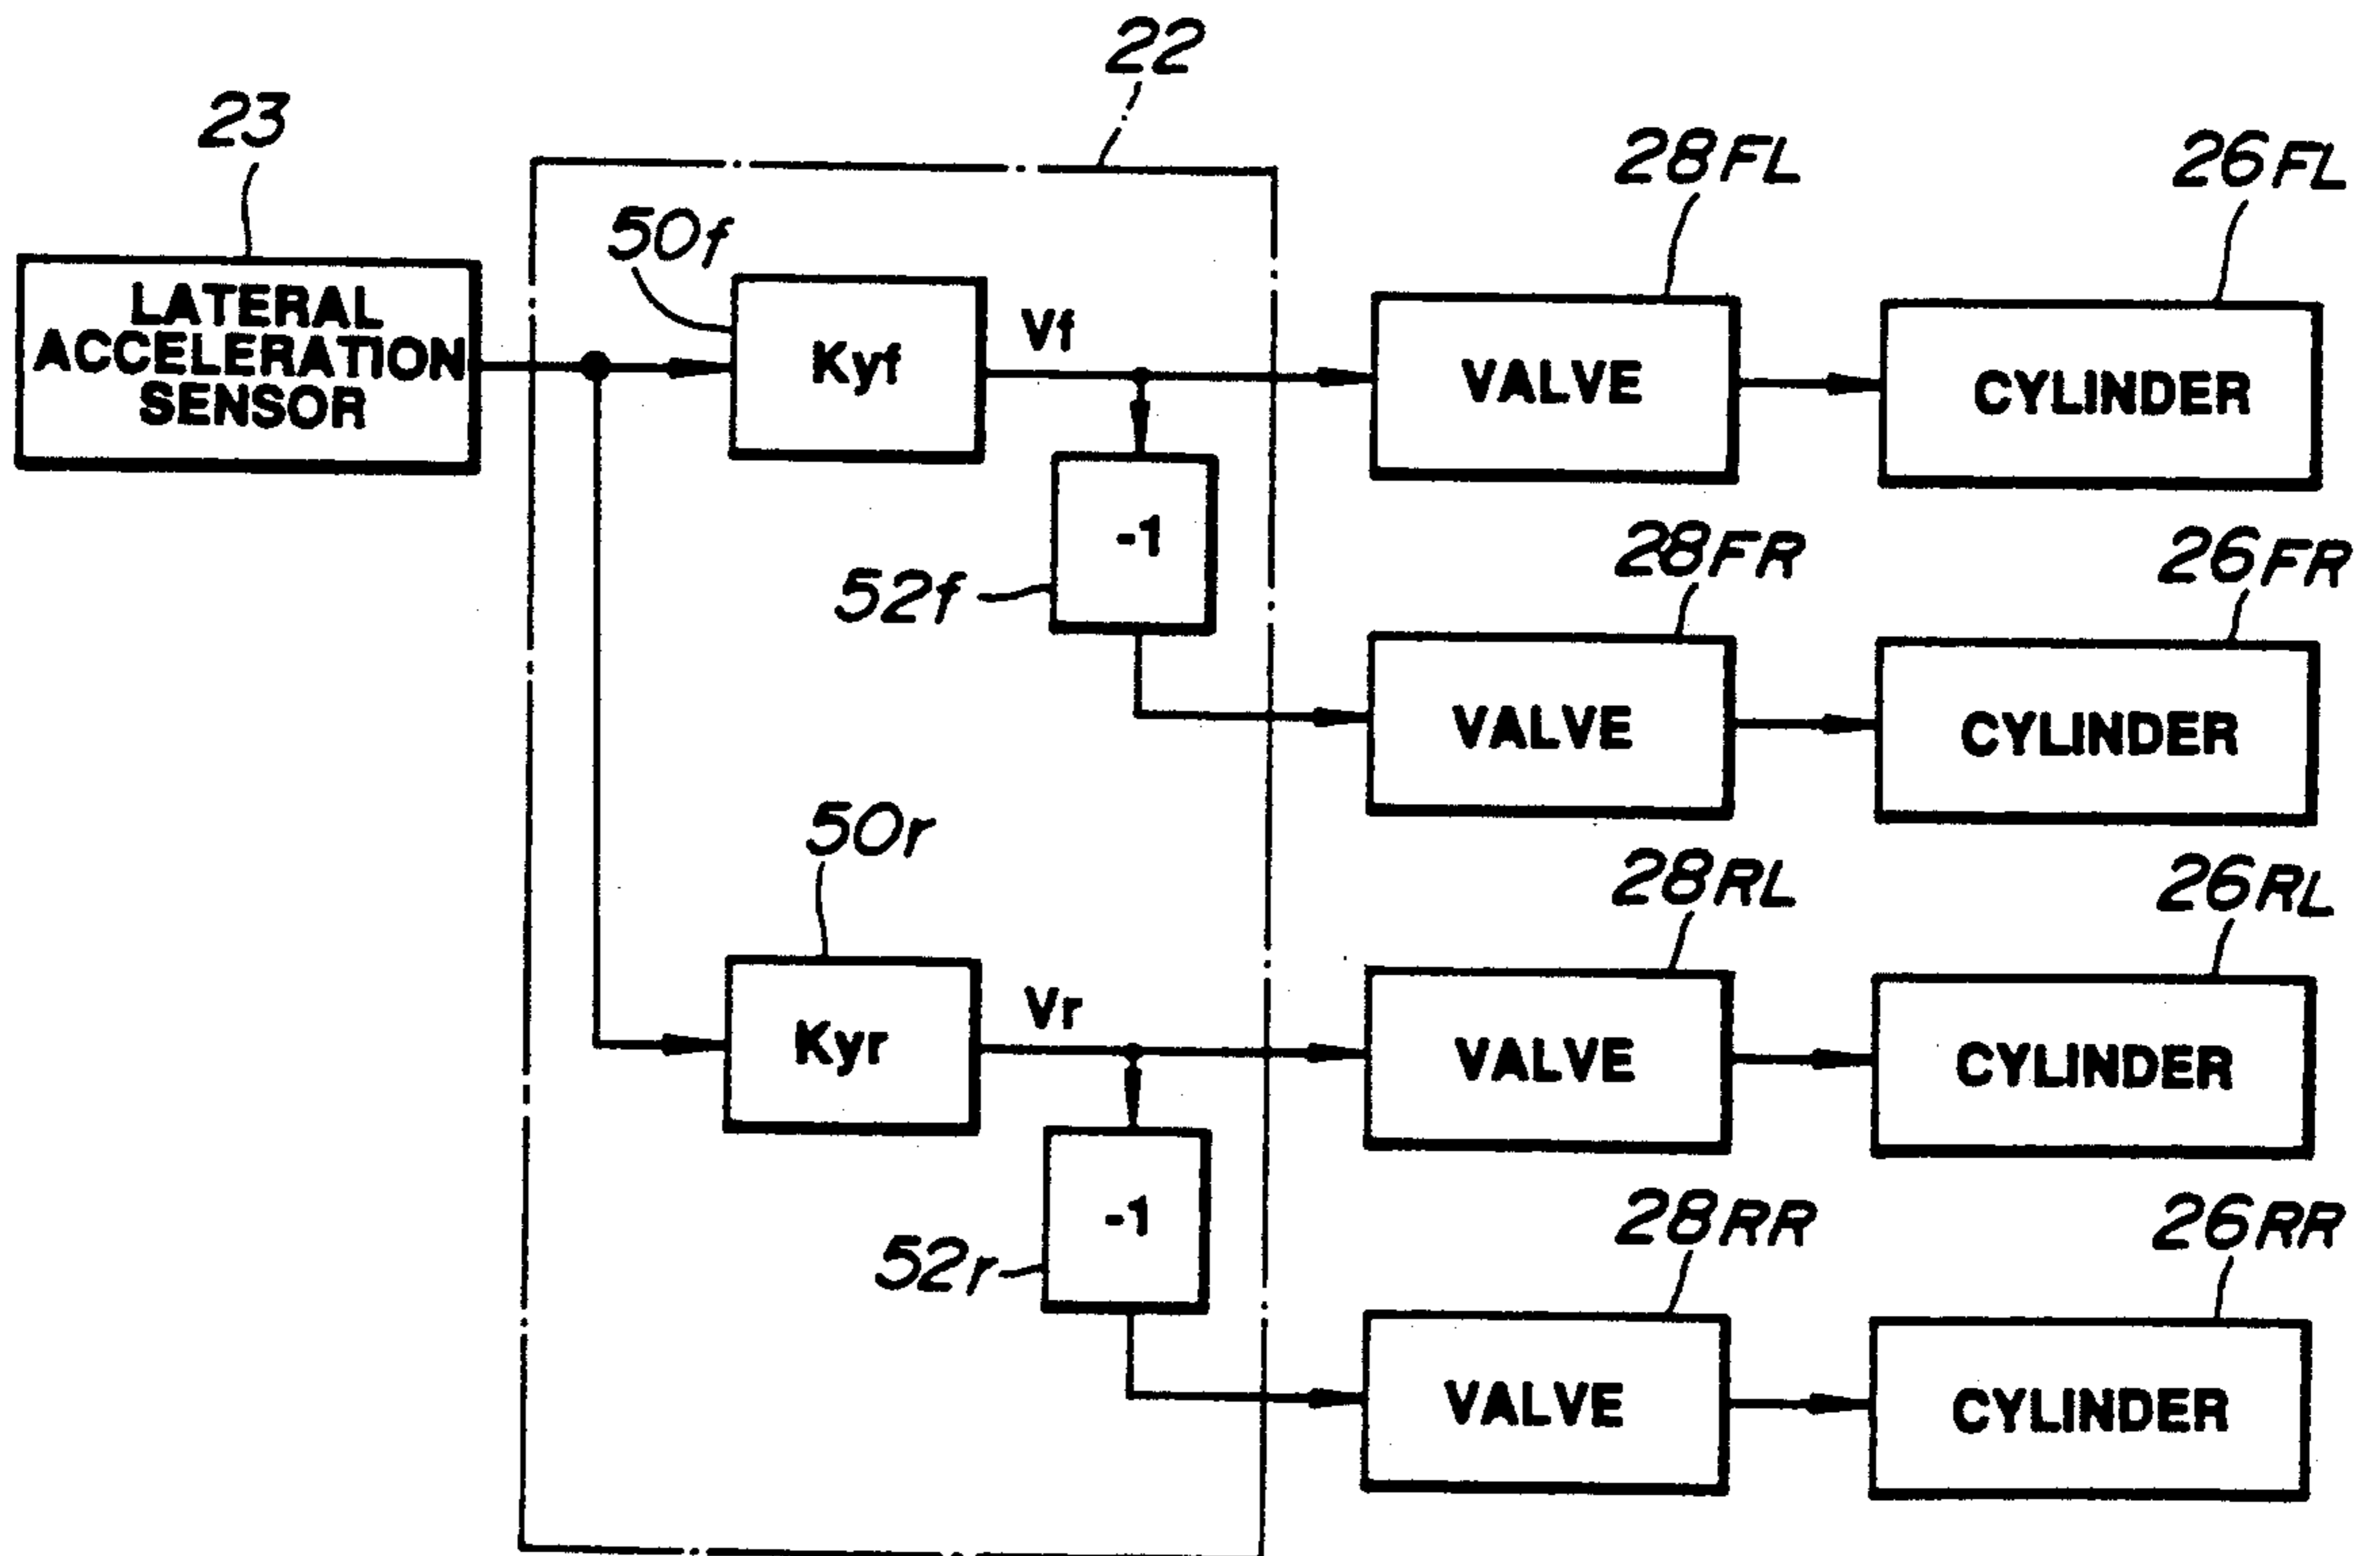 22
23
28FL
26FL
50f
LATERAL
ACCELERATION
SENSOR
Kyf
Vf
VALVE
CYLINDER
-1
52f
28FR
26FR
VALVE
CYLINDER
50r
28RL
26RL
Kyr
Vr
VALVE
CYLINDER
-1
52r
28RR
26RR
VALVE
CYLINDER